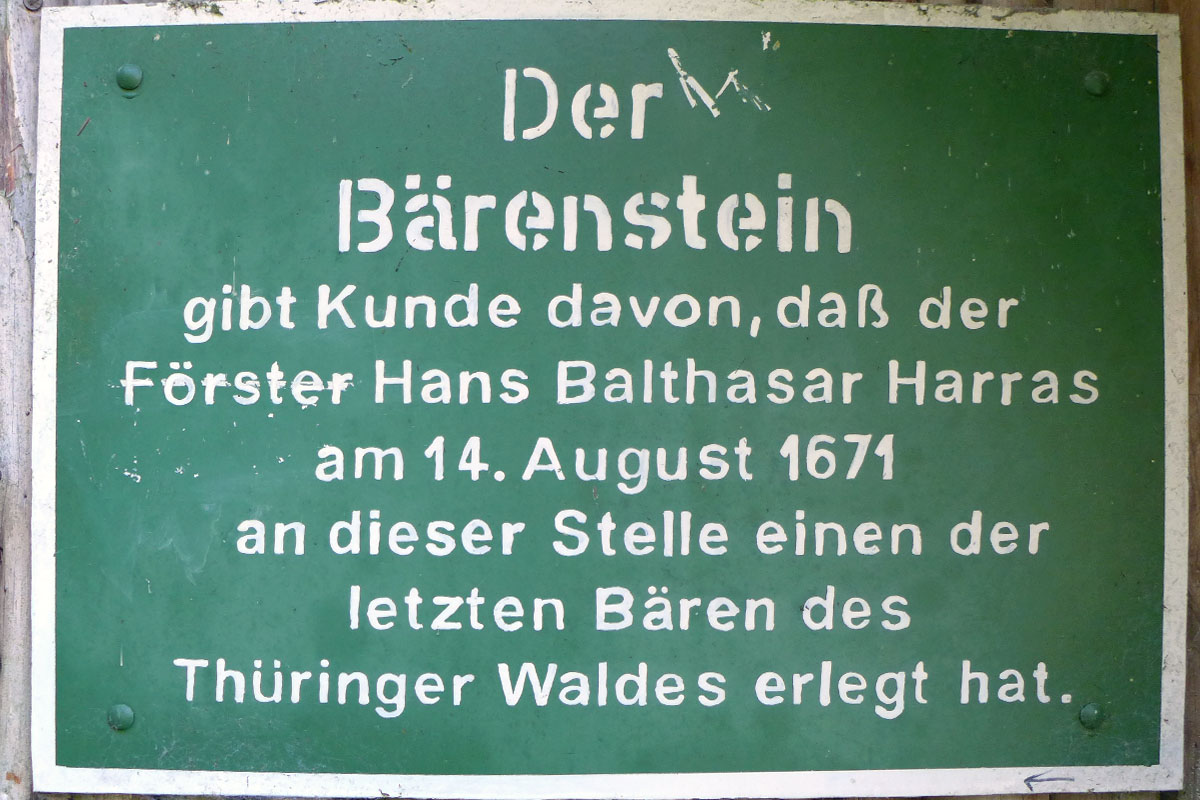 Der
Bärenstein
gibt Kunde davon, daß der
Förster Hans Balthasar Harras
am 14. August 1671
an dieser Stelle einen der
letzten Bären des
Thüringer Waldes erlegt hat.